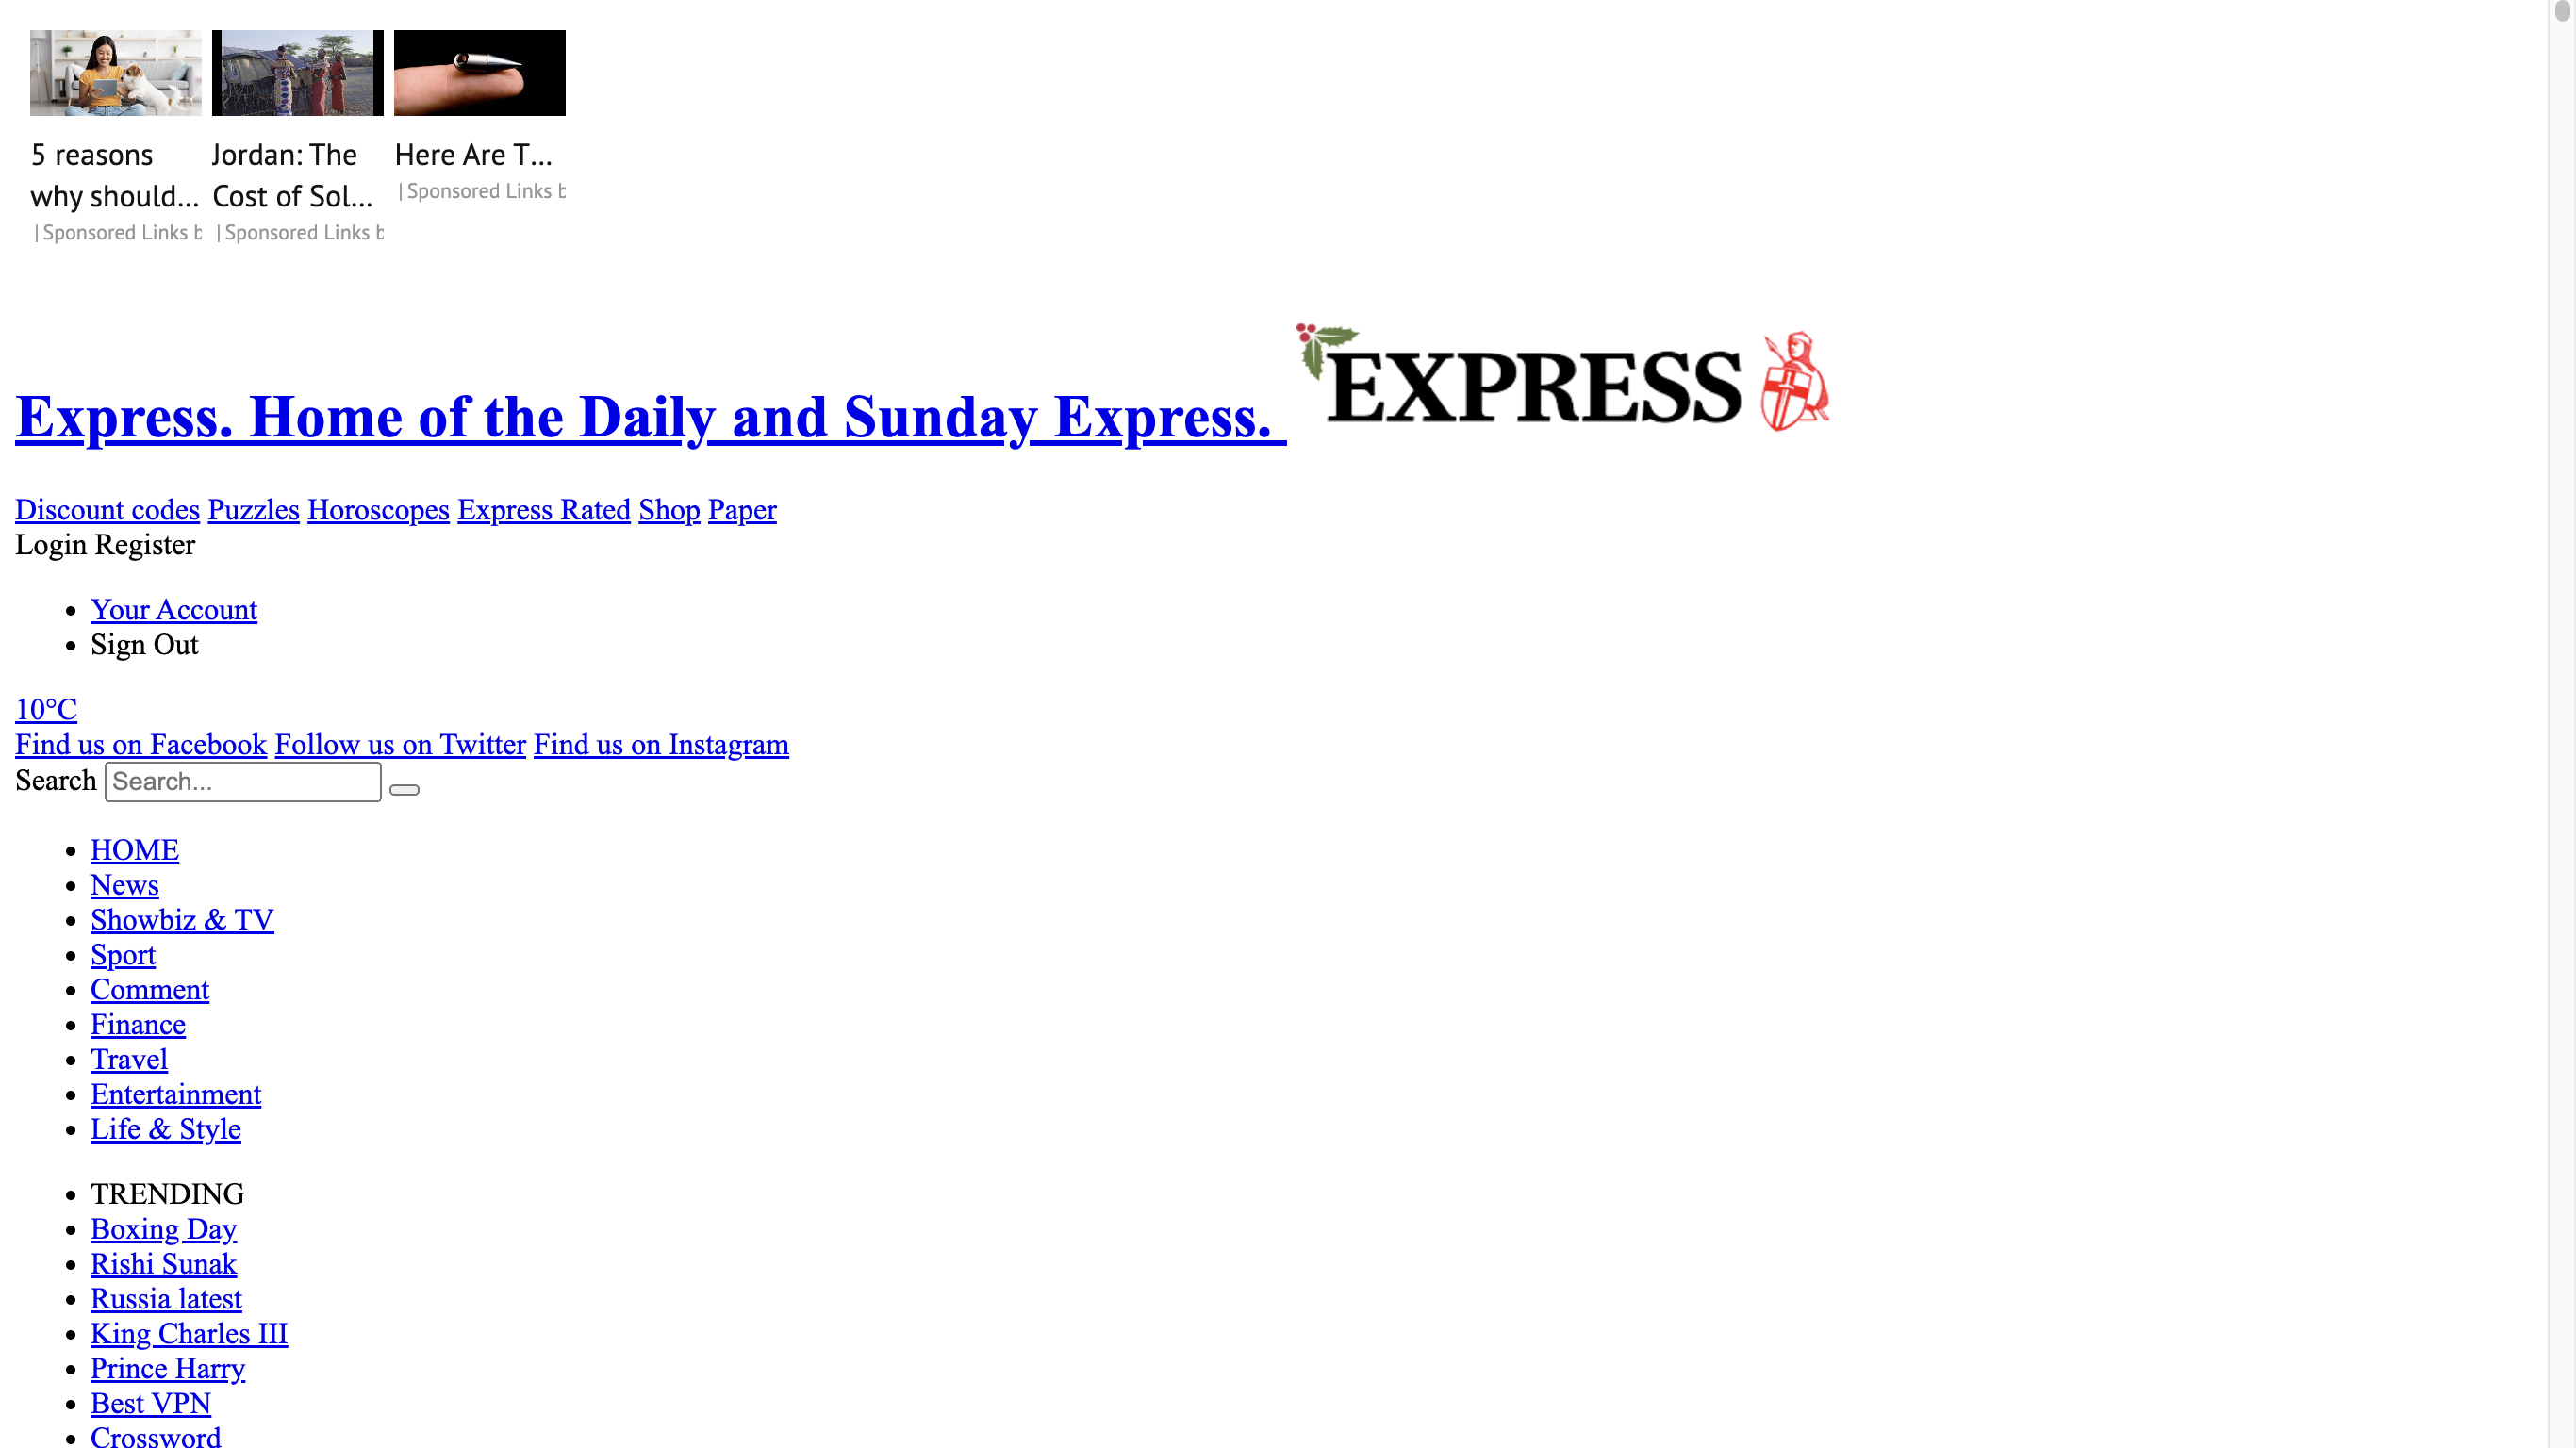 5 reasons
why should...
| Sponsored Links b
Jordan: The
Cost of Sol...
| Sponsored Links b
Here Are T...
| Sponsored Links b
Express. Home of the Daily and Sunday Express.
EXPRESS
Discount codes Puzzles Horoscopes Express Rated Shop Paper
Login Register
Your Account
Sign Out
10°C
Find us on Facebook Follow us on Twitter Find us on Instagram
Search Search...
HOME
News
Showbiz & TV
Sport
Comment
Finance
Travel
Entertainment
Life & Style
TRENDING
Boxing Day
Rishi Sunak
Russia latest
King Charles III
Prince Harry
Best VPN
Crossword